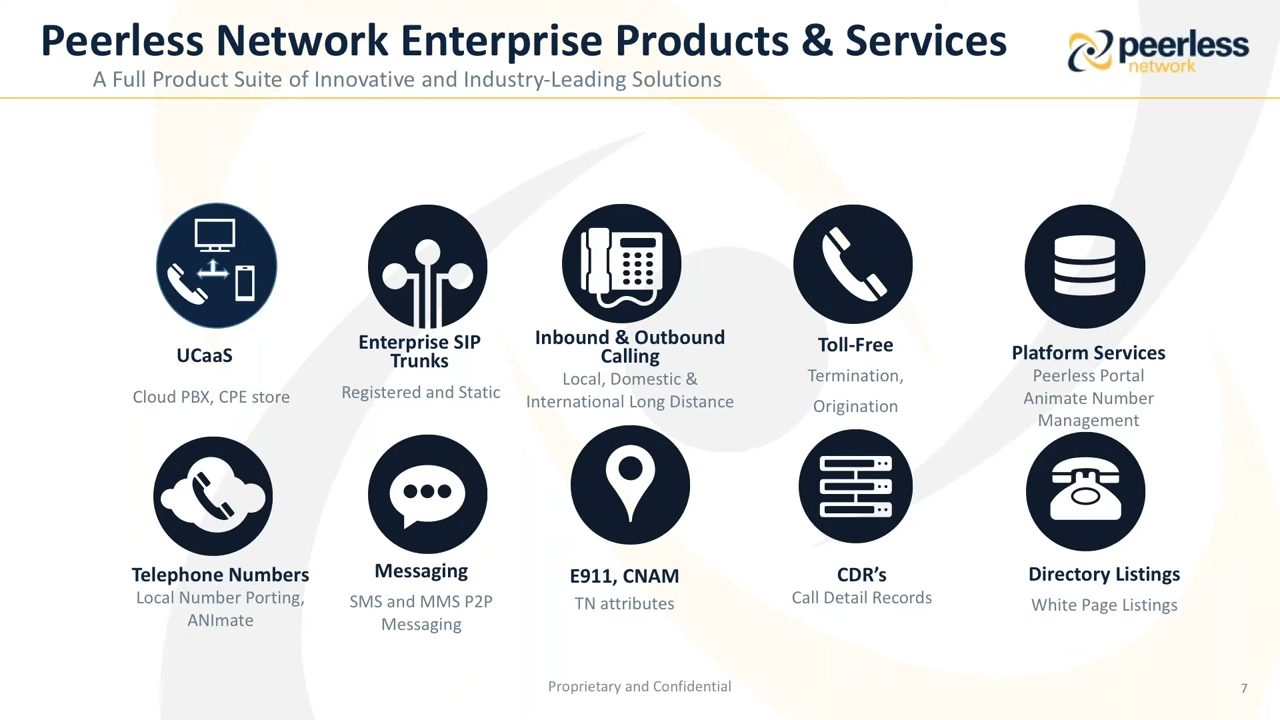 Peerless Network Enterprise Products & Services
A Full Product Suite of Innovative and Industry-Leading Solutions
peerless
network
UCaaS
Cloud PBX, CPE store
Enterprise SIP
Trunks
Registered and Static
Inbound & Outbound
Calling
Local, Domestic &
International Long Distance
Toll-Free
Termination,
Origination
Platform Services
Peerless Portal
Animate Number
Management
Telephone Numbers
Local Number Porting,
ANImate
Messaging
SMS and MMS P2P
Messaging
E911, CNAM
TN attributes
CDR’s
Call Detail Records
Directory Listings
White Page Listings
Proprietary and Confidential
7